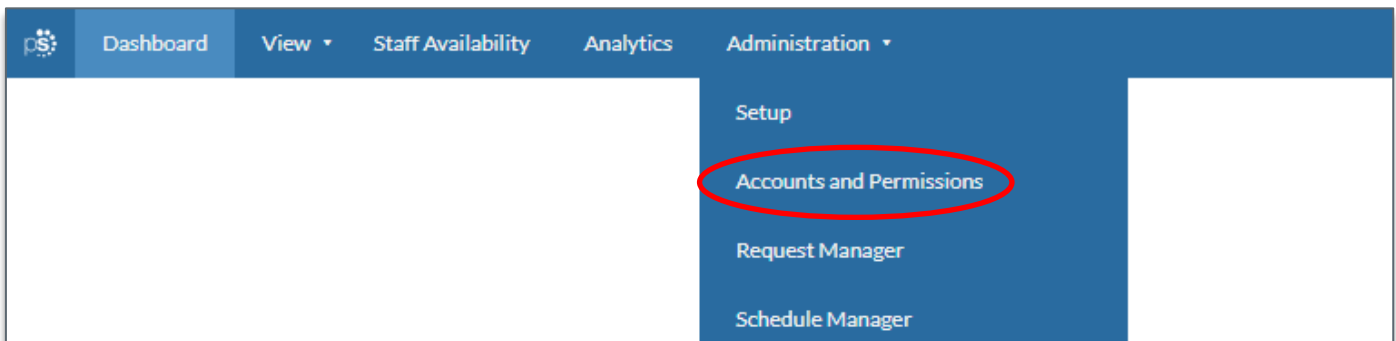 ps Dashboard View Staff Availability Analytics Administration
Setup
Accounts and Permissions
Request Manager
Schedule Manager